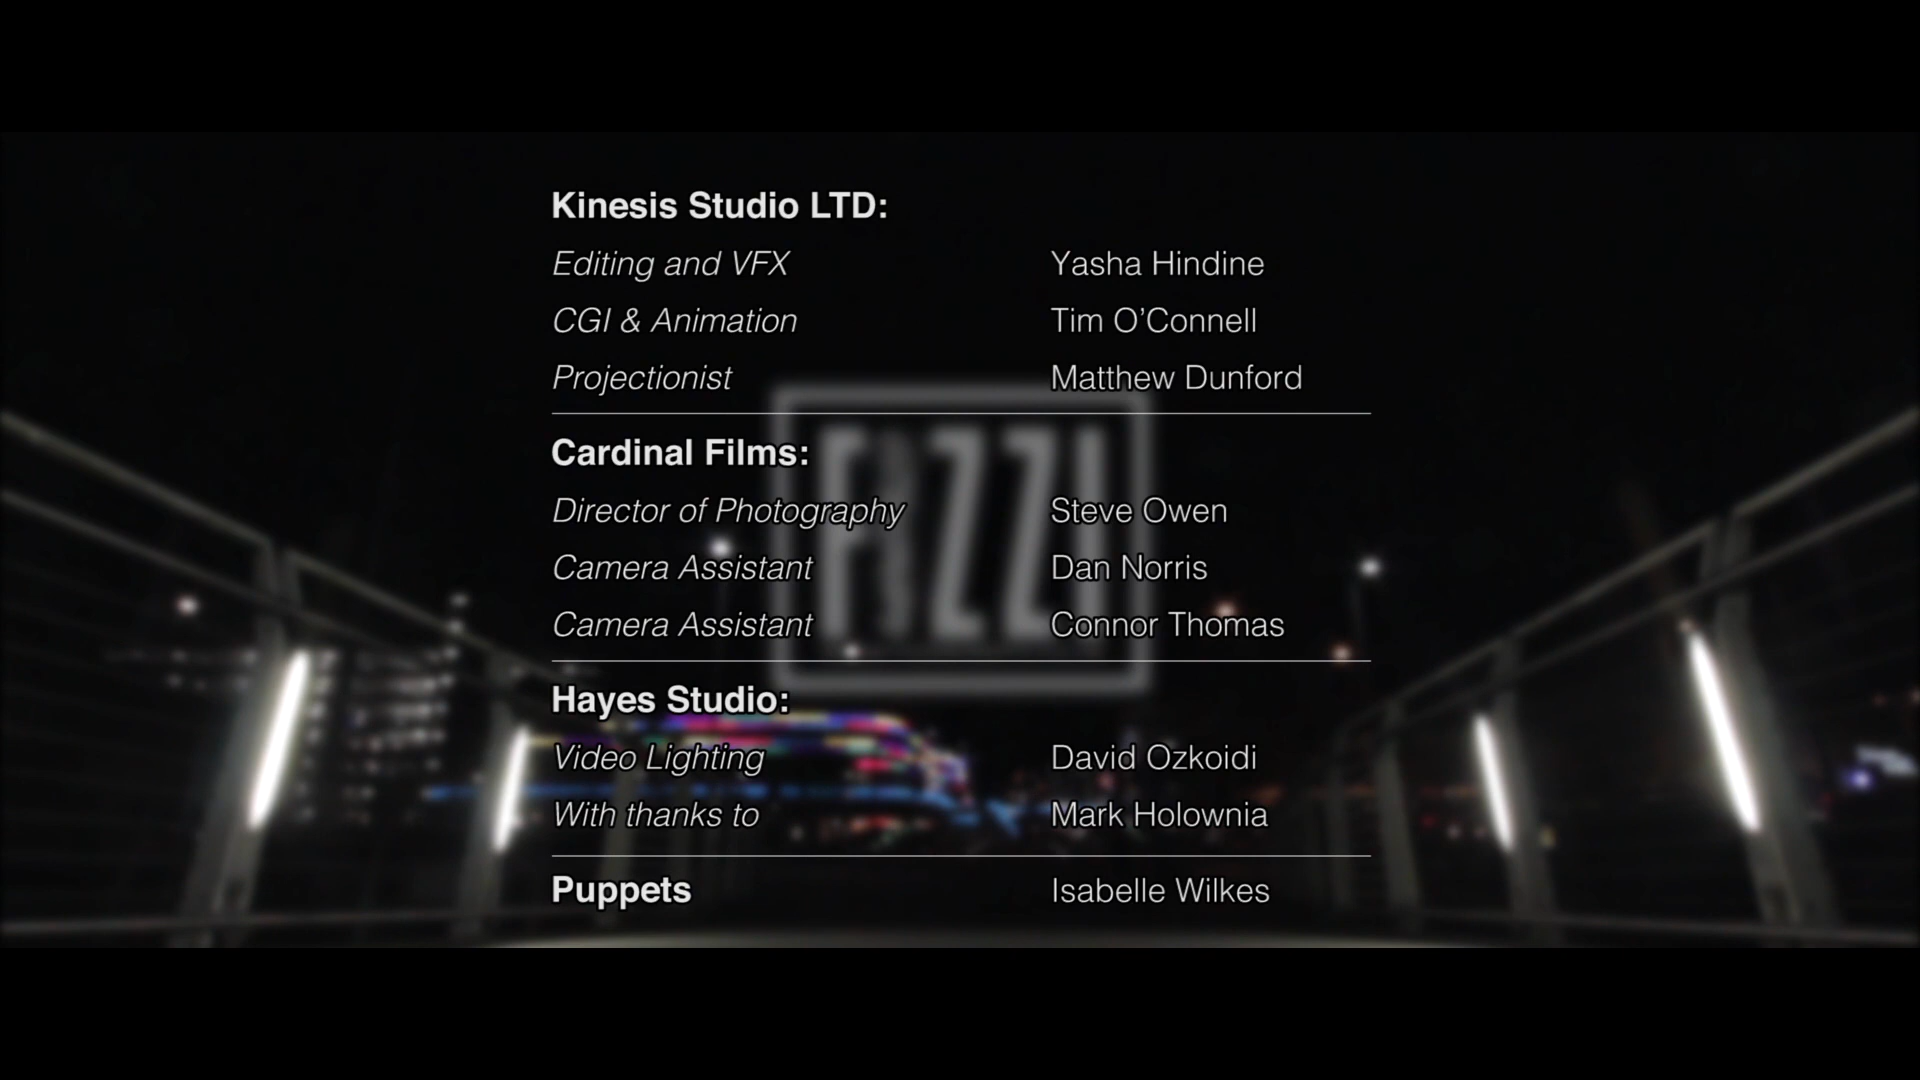 Kinesis Studio LTD:
Editing and VFX Yasha Hindine
CGI & Animation Tim O’Connell
Projectionist Matthew Dunford
Cardinal Films:
Director of Photography Steve Owen
Camera Assistant Dan Norris
Camera Assistant Connor Thomas
Hayes Studio:
Video Lighting David Ozkoidi
With thanks to Mark Holownia
Puppets Isabelle Wilkes